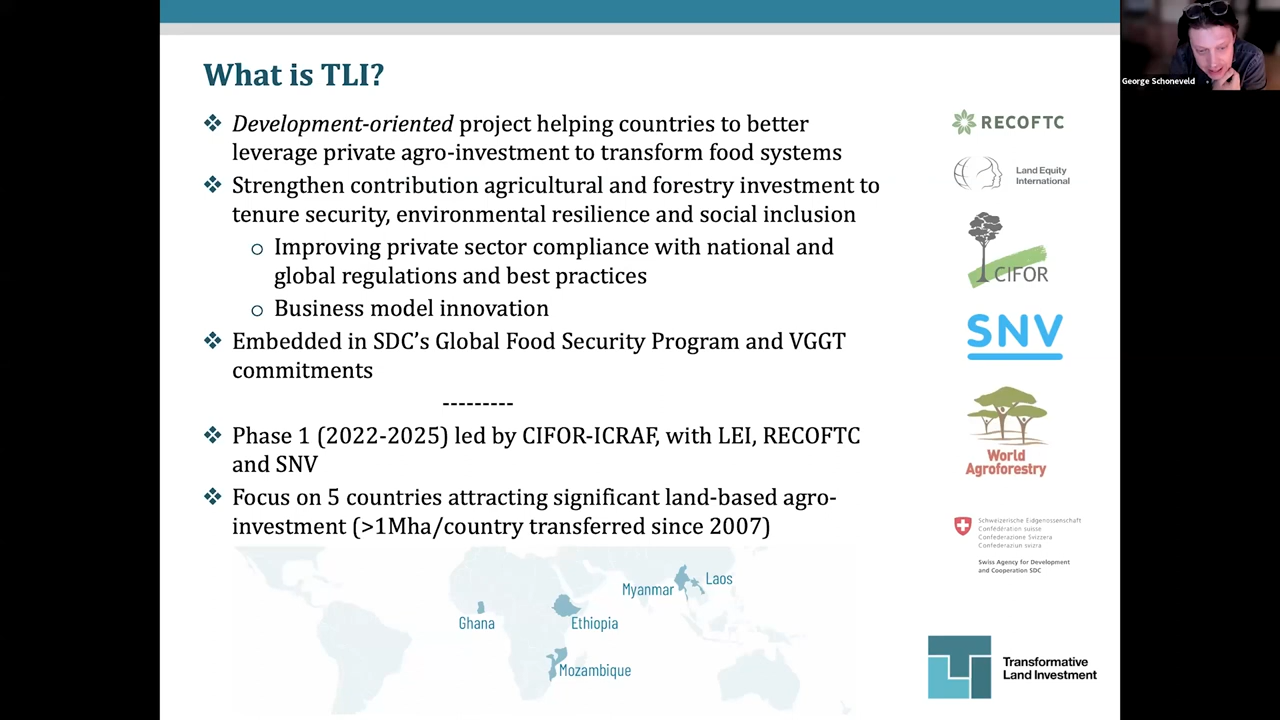 What is TLI?
❖ Development-oriented project helping countries to better
leverage private agro-investment to transform food systems
❖ Strengthen contribution agricultural and forestry investment to
tenure security, environmental resilience and social inclusion
o Improving private sector compliance with national and
global regulations and best practices
o Business model innovation
❖ Embedded in SDC's Global Food Security Program and VGGT
commitments
---------
❖ Phase 1 (2022-2025) led by CIFOR-ICRAF, with LEI, RECOFTC
and SNV
❖ Focus on 5 countries attracting significant land-based agro-
investment (>1Mha/country transferred since 2007)
Ghana
Ethiopia
Mozambique
Myanmar
Laos
George Schoneveld
RECOFTC
Land Equity
International
CIFOR
SNV
World
Agroforestry
Schweizerische Eidgenossenschaft
Confédération suisse
Confederazione Svizzera
Confederaziun svizra
Swiss Agency for Development
and Cooperation SDC
Transformative
Land Investment